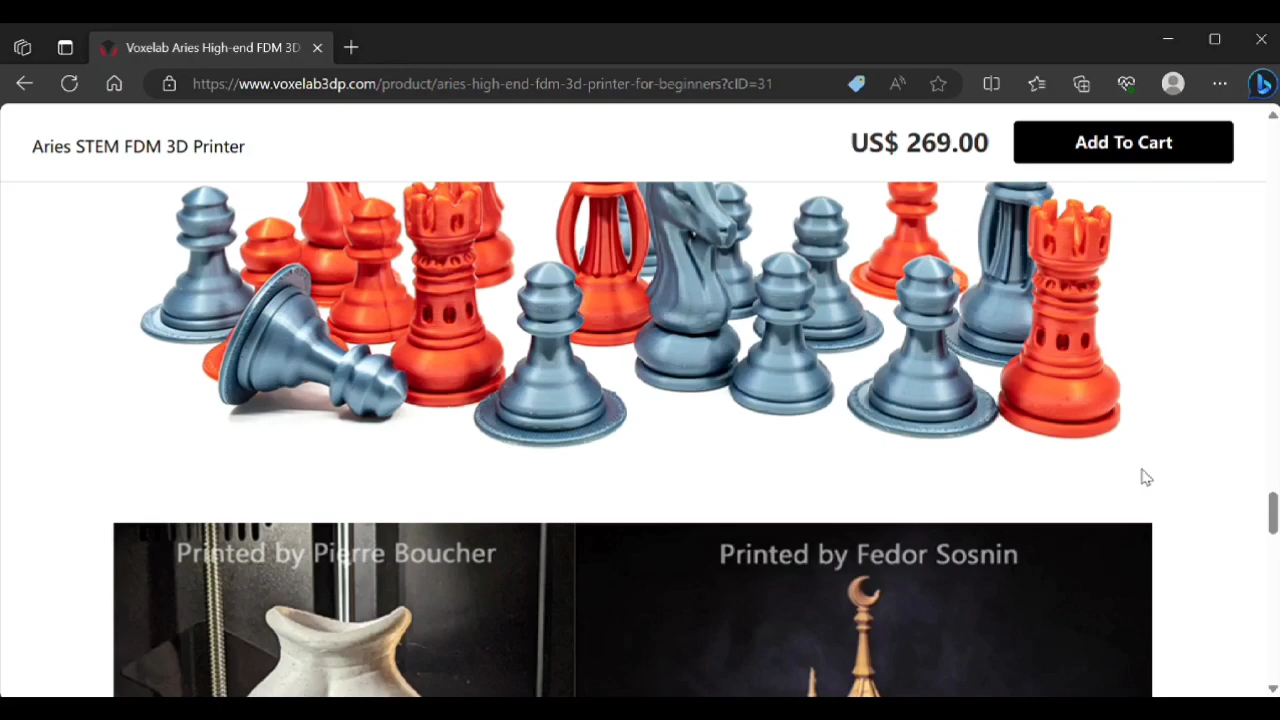 Voxelab Aries High-end FDM 3D
https://www.voxelab3dp.com/product/aries-high-end-fdm-3d-printer-for-beginners?cID=31
Aries STEM FDM 3D Printer
US$ 269.00
Add To Cart
Printed by Pierre Boucher
Printed by Fedor Sosnin